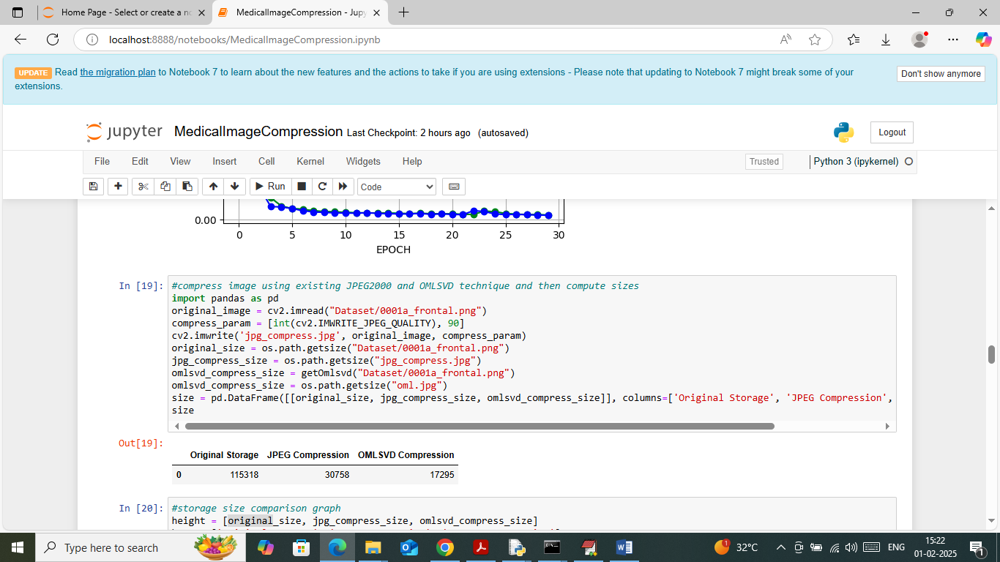 Home Page - Select or create a no
MedicalImageCompression - Jupy
localhost:8888/notebooks/MedicalImageCompression.ipynb
UPDATE Read the migration plan to Notebook 7 to learn about the new features and the actions to take if you are using extensions - Please note that updating to Notebook 7 might break some of your
extensions.
Don't show anymore
jupyter MedicalImageCompression Last Checkpoint: 2 hours ago (autosaved)
Logout
File Edit View Insert Cell Kernel Widgets Help
Trusted
Python 3 (ipykernel)
Run
Code
0.00
0 5 10 15 20 25 30
EPOCH
In [19]:
#compress image using existing JPEG2000 and OMLSVD technique and then compute sizes
import pandas as pd
original_image = cv2.imread("Dataset/0001a_frontal.png")
compress_param = [int(cv2.IMWRITE_JPEG_QUALITY), 90]
cv2.imwrite('jpg_compress.jpg', original_image, compress_param)
original_size = os.path.getsize("Dataset/0001a_frontal.png")
jpg_compress_size = os.path.getsize("jpg_compress.jpg")
omlsvd_compress_size = getOmlsvd("Dataset/0001a_frontal.png")
omlsvd_compress_size = os.path.getsize("oml.jpg")
size = pd.DataFrame([[original_size, jpg_compress_size, omlsvd_compress_size]], columns=['Original Storage', 'JPEG Compression',
size
Out[19]:
Original Storage JPEG Compression OMLSVD Compression
0 115318 30758 17295
In [20]:
#storage size comparison graph
height = [original_size, jpg_compress_size, omlsvd_compress_size]
Type here to search
1
32°C
ENG
15:22
01-02-2025
1